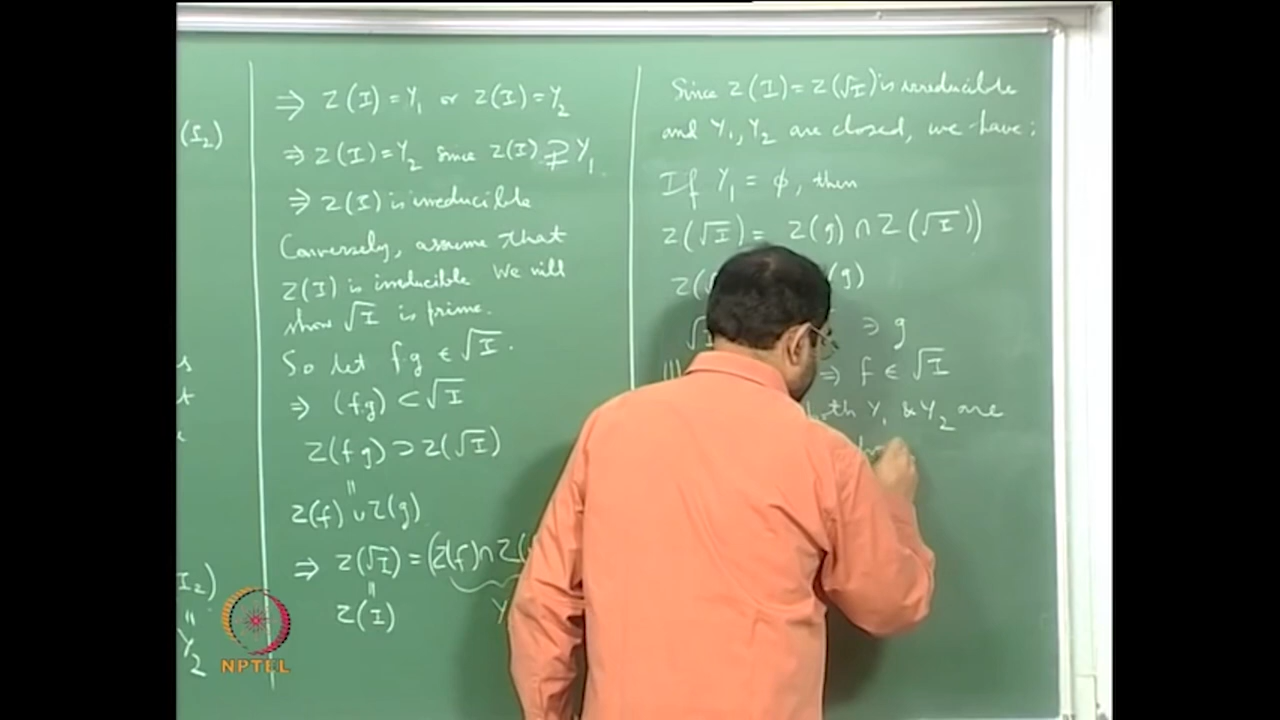 (I₂)
I₂)
"
Y₂
⇒ Z(I) = Y₁ or Z(I) = Y₂
⇒ Z(I) = Y₂ since Z(I) ⊋ Y₁.
⇒ Z(I) is irreducible
Conversely, assume that
Z(I) is irreducible. We will
show √I is prime.
So let fg ∈ √I.
⇒ (fg) ⊂ √I
Z(fg) ⊃ Z(√I)
"
Z(f) ∪ Z(g)
⇒ Z(√I) = (Z(f) ∩ Z(
"
Z(I)
Y
Since Z(I) = Z(√I) is irreducible
and Y₁, Y₂ are closed, we have:
If Y₁ = φ, then
Z(√I) = Z(g) ∩ Z(√I))
Z(√ (g)
√I ∋ g
⇒ f ∈ √I
both Y₁ & Y₂ are
NPTEL